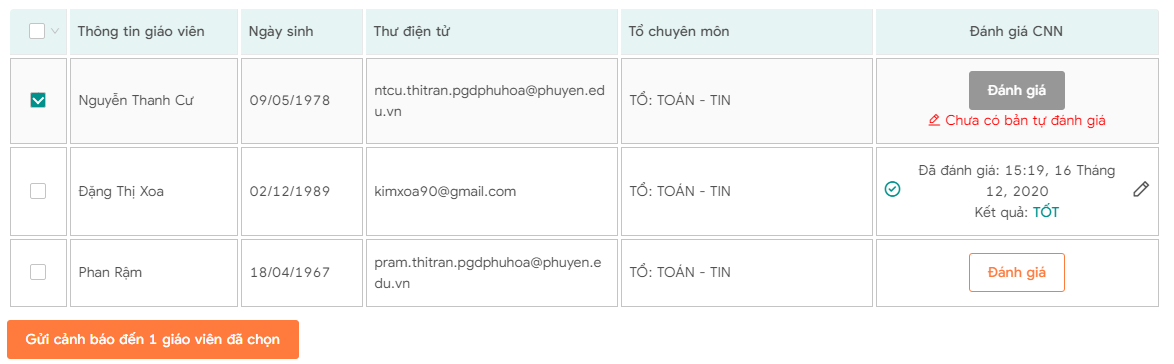 Thông tin giáo viên Ngày sinh Thư điện tử Tổ chuyên môn Đánh giá CNN
Nguyễn Thanh Cư 09/05/1978 ntcu.thitran.pgdphuhoa@phuyen.ed
u.vn
TỔ: TOÁN - TIN
Đánh giá
Chưa có bản tự đánh giá
Đặng Thị Xoa 02/12/1989 kimxoa90@gmail.com TỔ: TOÁN - TIN
Đã đánh giá: 15:19, 16 Tháng
12, 2020
Kết quả: TỐT
Phan Rậm 18/04/1967 pram.thitran.pgdphuhoa@phuyen.e
du.vn
TỔ: TOÁN - TIN
Đánh giá
Gửi cảnh báo đến 1 giáo viên đã chọn